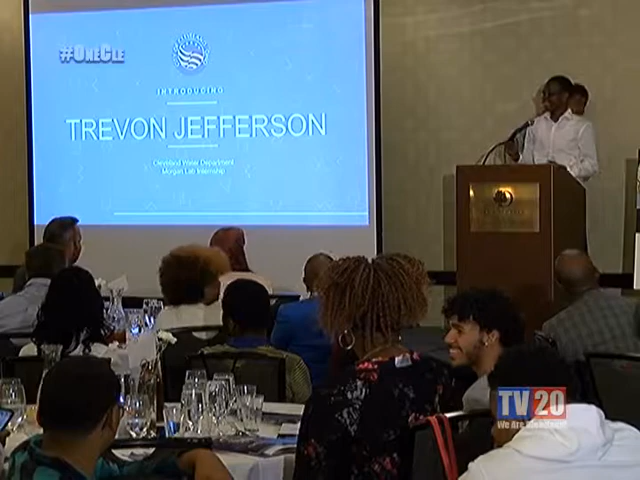 #OneCle
INTRODUCING
TREVON JEFFERSON
Cleveland Water Department
Morgan Lab Internship
TV20